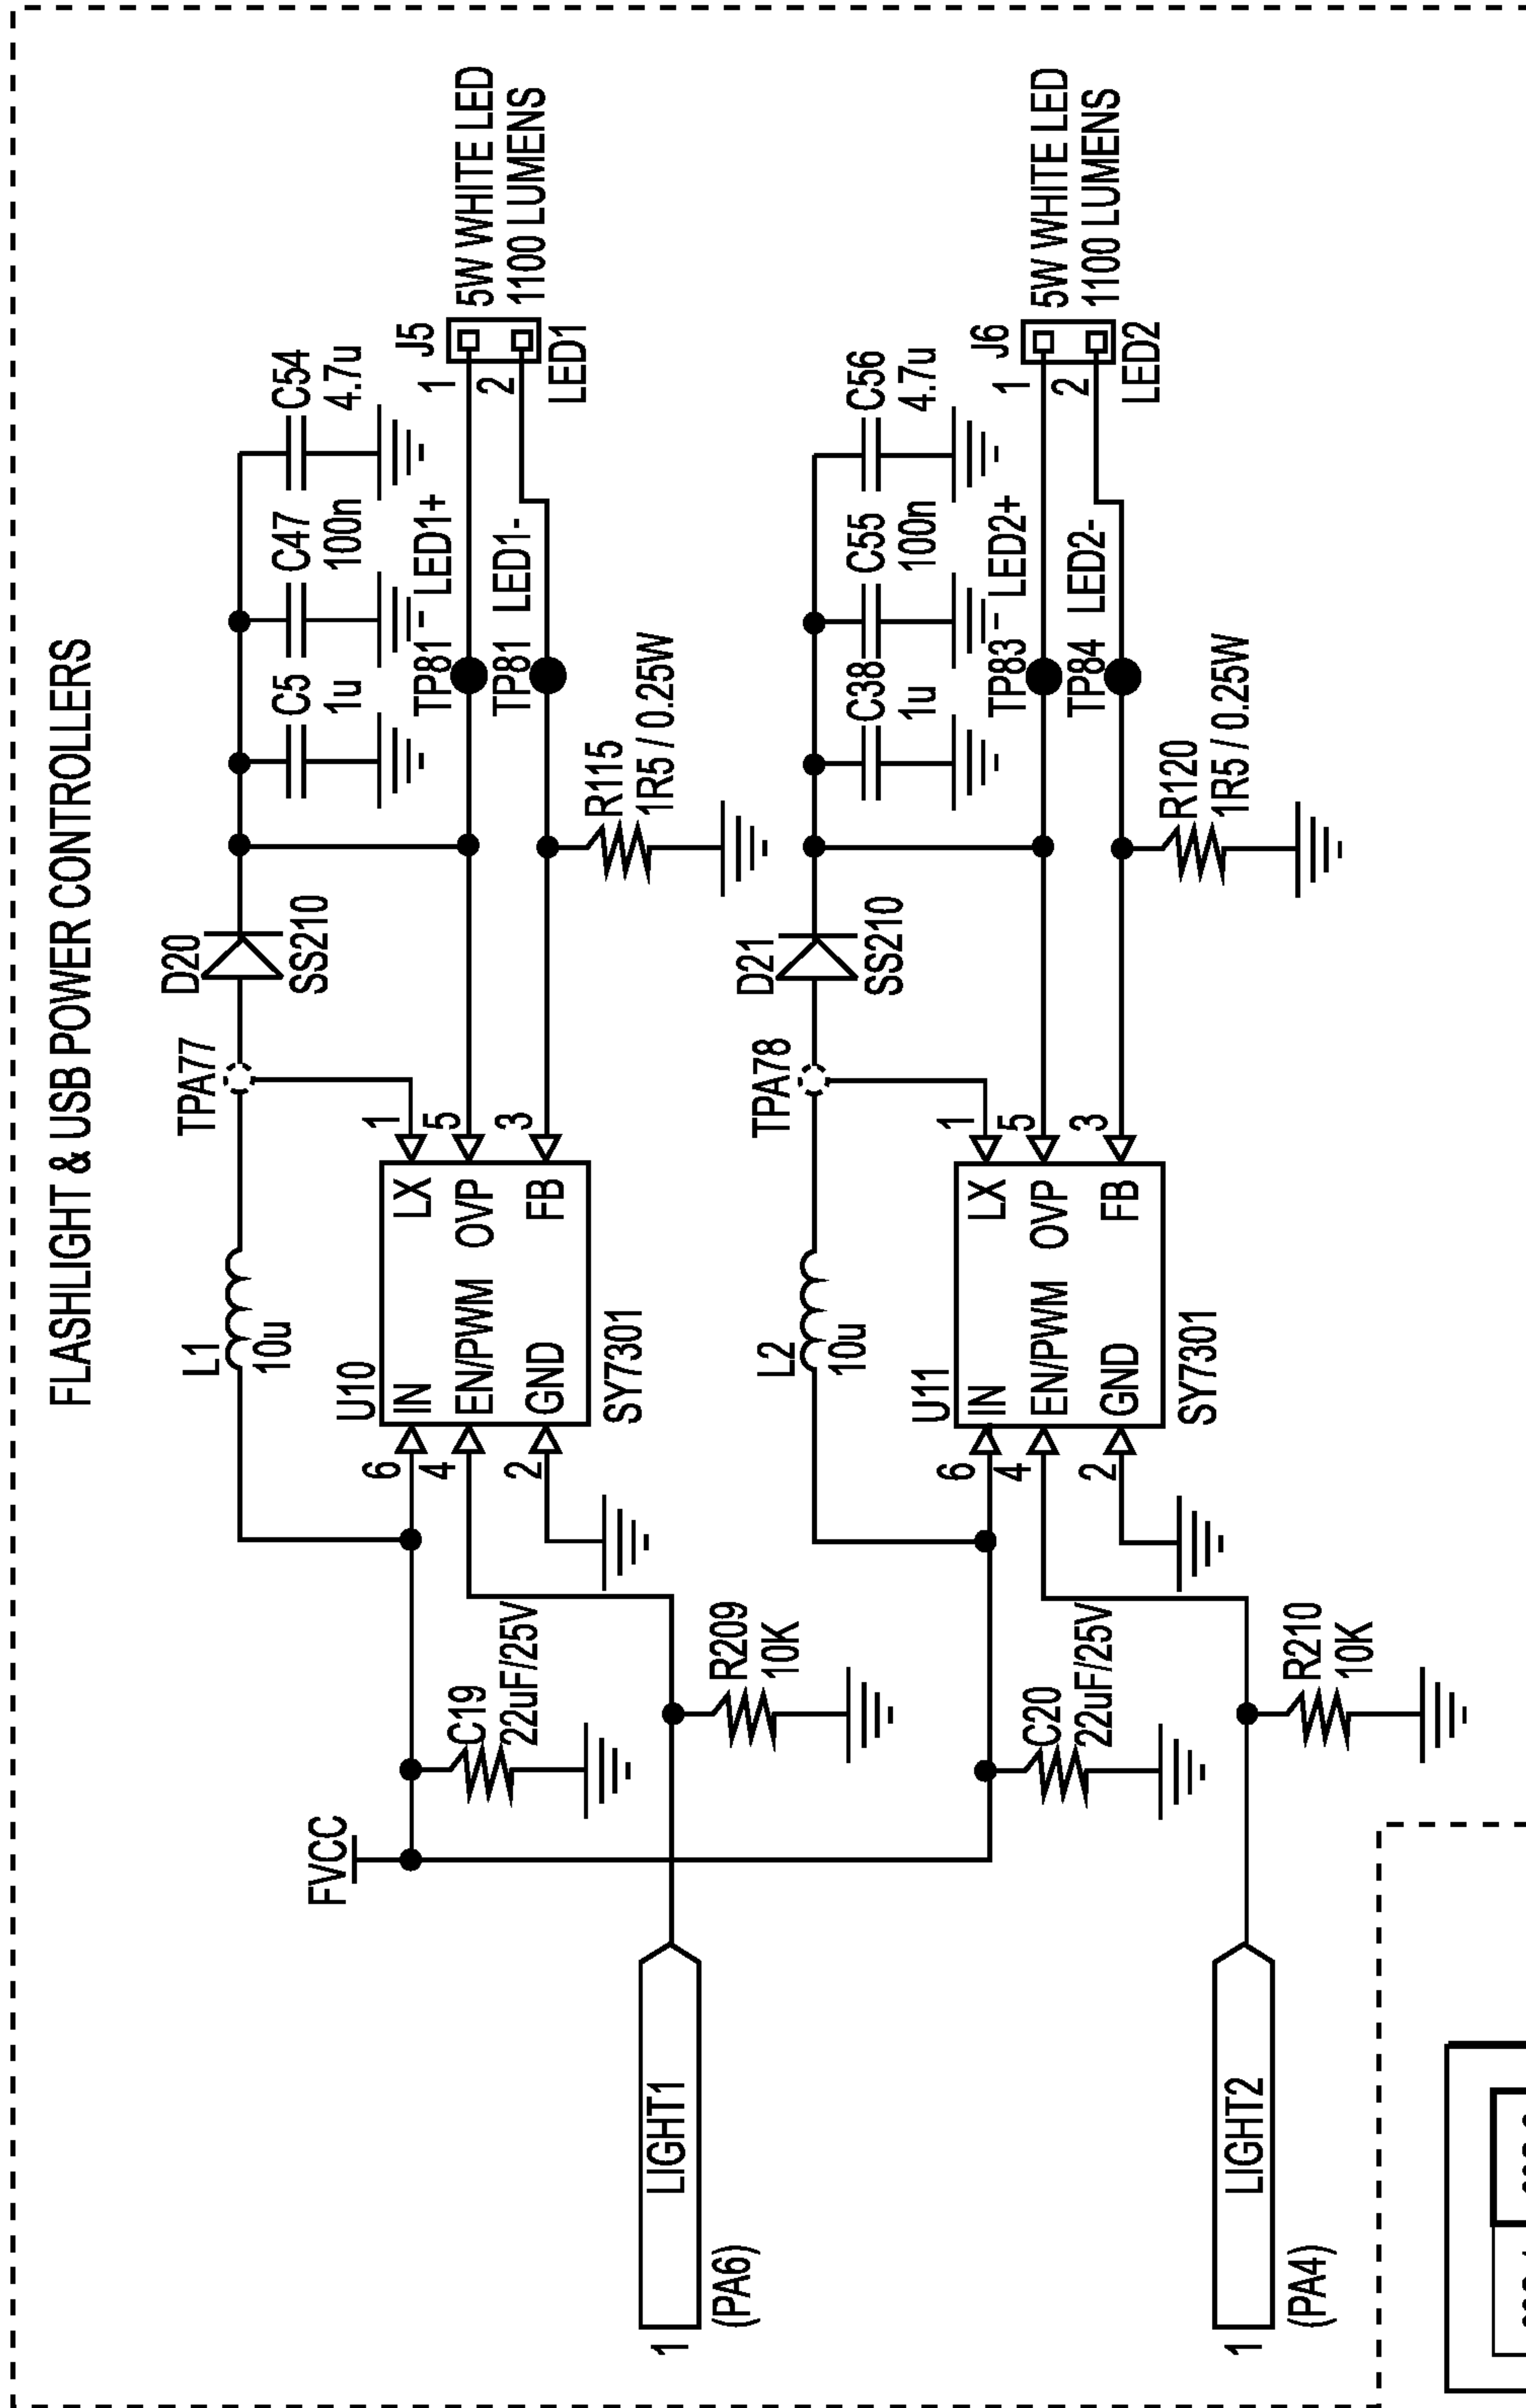 FLASHLIGHT & USB POWER CONTROLLERS
FVCC
L1
10u
TPA77
D20
SS210
C5
1u
C47
100n
C54
4.7u
U10
6
IN
LX
1
4
EN/PWM
OVP
5
2
GND
FB
3
SY7301
C19
22uF/25V
R209
10K
TP81
LED1+
TP81
LED1-
R115
1R5 / 0.25W
J5
1
2
LED1
5W WHITE LED
1100 LUMENS
1
LIGHT1
(PA6)
L2
10u
TPA78
D21
SS210
C38
1u
C55
100n
C56
4.7u
U11
6
IN
LX
1
4
EN/PWM
OVP
5
2
GND
FB
3
SY7301
C20
22uF/25V
R210
10K
TP83
LED2+
TP84
LED2-
R120
1R5 / 0.25W
J6
1
2
LED2
5W WHITE LED
1100 LUMENS
1
LIGHT2
(PA4)